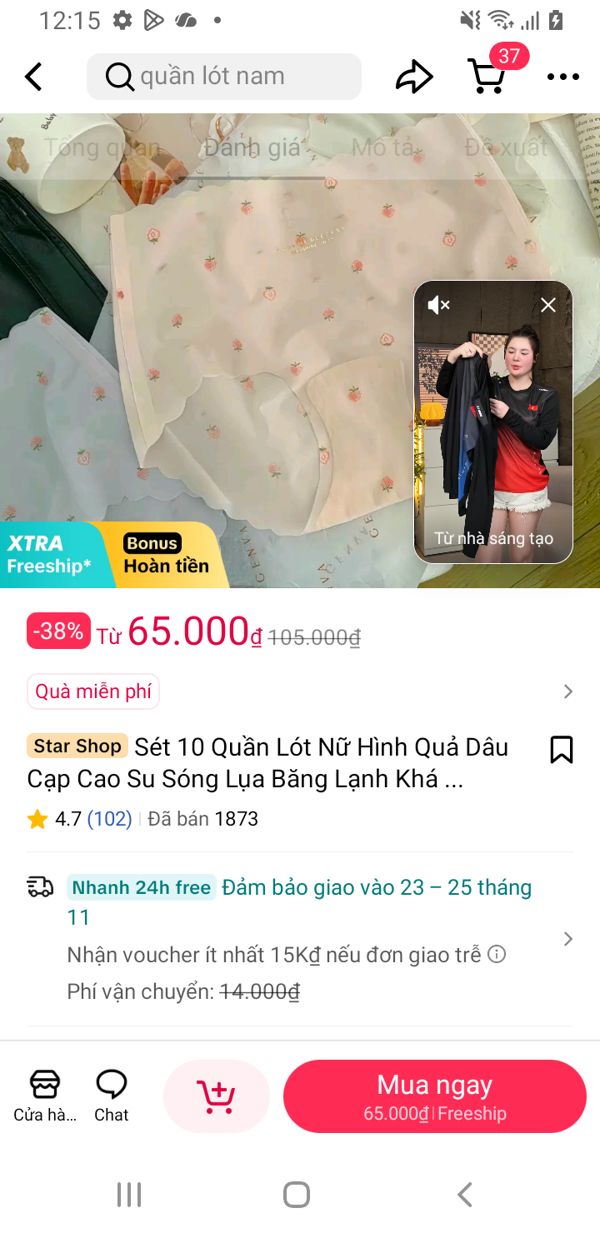 12:15
quần lót nam
37
Tổng quan Đánh giá Mô tả Đề xuất
Baby
Từ nhà sáng tạo
XTRA
Freeship*
Bonus
Hoàn tiền
-38% Từ 65.000₫ 105.000₫
Quà miễn phí
Star Shop Sét 10 Quần Lót Nữ Hình Quả Dâu
Cạp Cao Su Sóng Lụa Băng Lạnh Khá ...
4.7 (102) Đã bán 1873
Nhanh 24h free Đảm bảo giao vào 23 – 25 tháng
11
Nhận voucher ít nhất 15K₫ nếu đơn giao trễ
Phí vận chuyển: 14.000₫
Cửa hà...
Chat
Mua ngay
65.000₫ | Freeship